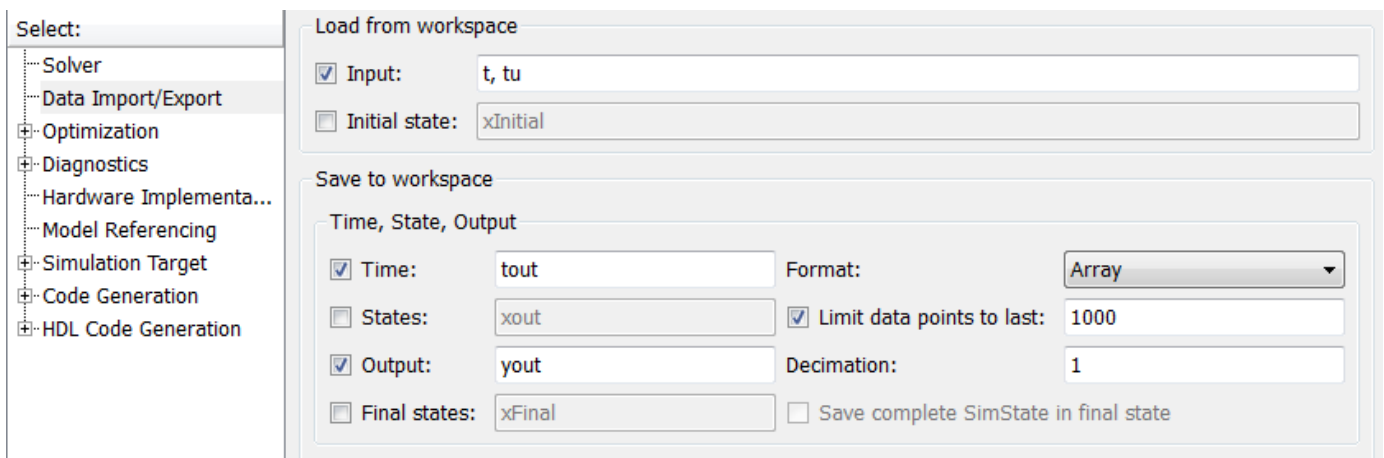 Select:
Solver
Data Import/Export
Optimization
Diagnostics
Hardware Implementa...
Model Referencing
Simulation Target
Code Generation
HDL Code Generation
Load from workspace
Input: t, tu
Initial state: xInitial
Save to workspace
Time, State, Output
Time: tout Format: Array
States: xout Limit data points to last: 1000
Output: yout Decimation: 1
Final states: xFinal Save complete SimState in final state